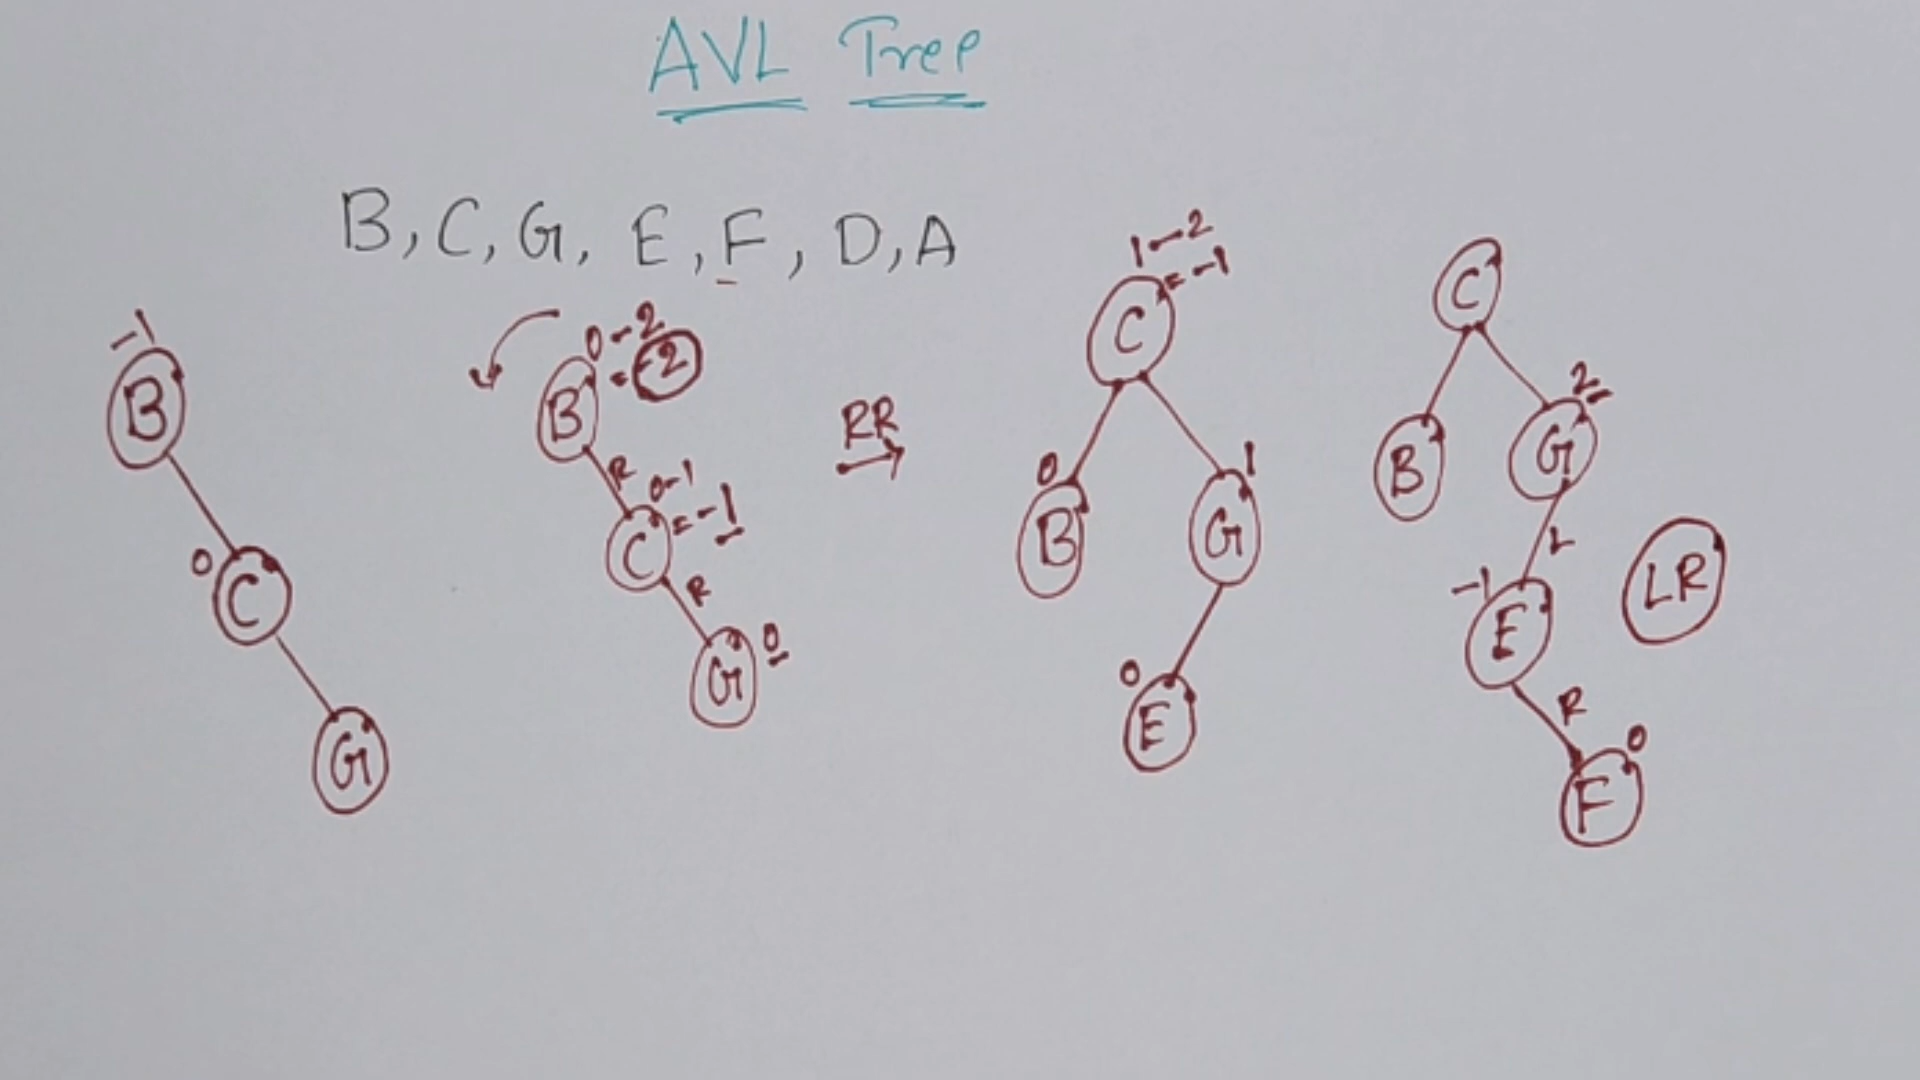 AVL Tree
B, C, G, E, F, D, A
-1
B
0
C
G
0-2
= -2
B
R
0-1
= -1
C
R
G 0
RR
1-2
= -1
C
0
B
1
G
0
E
C
B
2
G
L
-1
E
R
0
F
LR